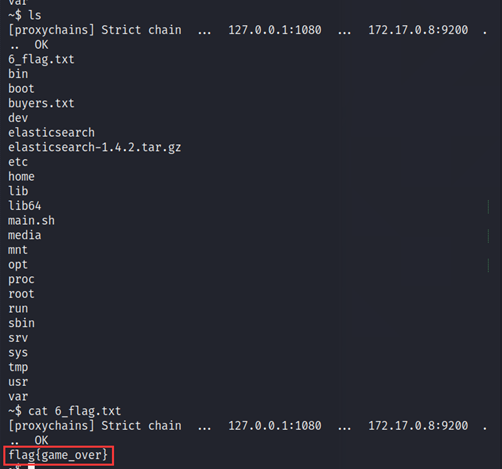 var
~$ ls
[proxychains] Strict chain  ...  127.0.0.1:1080  ...  172.17.0.8:9200  .
..  OK
6_flag.txt
bin
boot
buyers.txt
dev
elasticsearch
elasticsearch-1.4.2.tar.gz
etc
home
lib
lib64
main.sh
media
mnt
opt
proc
root
run
sbin
srv
sys
tmp
usr
var
~$ cat 6_flag.txt
[proxychains] Strict chain  ...  127.0.0.1:1080  ...  172.17.0.8:9200  .
..  OK
flag{game_over}
~$